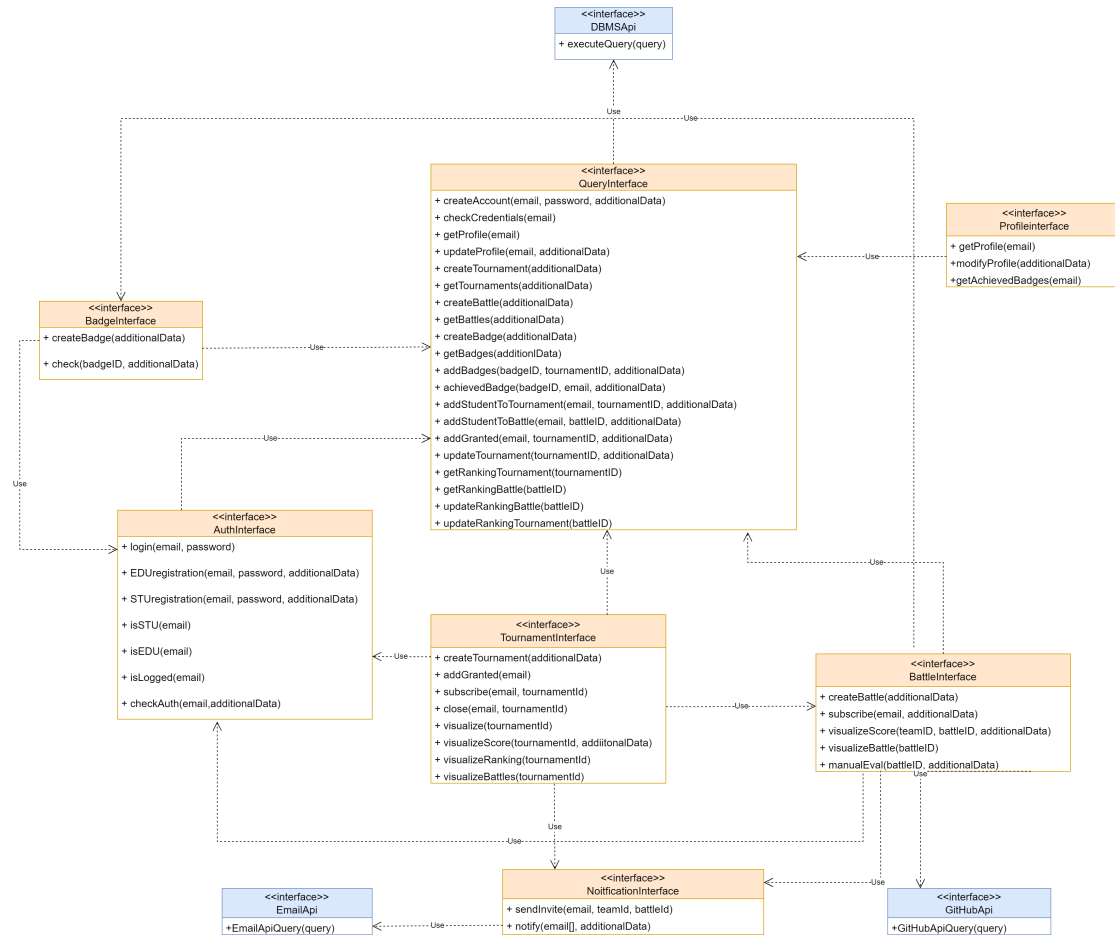 <<interface>>
DBMSApi
+ executeQuery(query)
Use
Use
<<interface>>
QueryInterface
+ createAccount(email, password, additionalData)
+ checkCredentials(email)
+ getProfile(email)
+ updateProfile(email, additionalData)
+ createTournament(additionalData)
+ getTournaments(additionalData)
+ createBattle(additionalData)
+ getBattles(additionalData)
+ createBadge(additionalData)
+ getBadges(additionlData)
+ addBadges(badgeID, tournamentID, additionalData)
+ achievedBadge(badgeID, email, additionalData)
+ addStudentToTournament(email, tournamentID, additionalData)
+ addStudentToBattle(email, battleID, additionalData)
+ addGranted(email, tournamentID, additionalData)
+ updateTournament(tournamentID, additionalData)
+ getRankingTournament(tournamentID)
+ getRankingBattle(battleID)
+ updateRankingBattle(battleID)
+ updateRankingTournament(battleID)
<<interface>>
Profileinterface
+ getProfile(email)
+modifyProfile(additionalData)
+getAchievedBadges(email)
Use
<<interface>>
BadgeInterface
+ createBadge(additionalData)
+ check(badgeID, additionalData)
Use
Use
Use
<<interface>>
AuthInterface
+ login(email, password)
+ EDUregistration(email, password, additionalData)
+ STUregistration(email, password, additionalData)
+ isSTU(email)
+ isEDU(email)
+ isLogged(email)
+ checkAuth(email,additionalData)
Use
Use
<<interface>>
TournamentInterface
+ createTournament(additionalData)
+ addGranted(email)
+ subscribe(email, tournamentId)
+ close(email, tournamentId)
+ visualize(tournamentId)
+ visualizeScore(tournamentId, addiitonalData)
+ visualizeRanking(tournamentId)
+ visualizeBattles(tournamentId)
Use
Use
<<interface>>
BattleInterface
+ createBattle(additionalData)
+ subscribe(email, additionalData)
+ visualizeScore(teamID, battleID, additionalData)
+ visualizeBattle(battleID)
+ manualEval(battleID, additionalData)
Use
Use
Use
Use
<<interface>>
NoitficationInterface
+ sendInvite(email, teamId, battleId)
+ notify(email[], additionalData)
Use
<<interface>>
EmailApi
+EmailApiQuery(query)
<<interface>>
GitHubApi
+GitHubApiQuery(query)